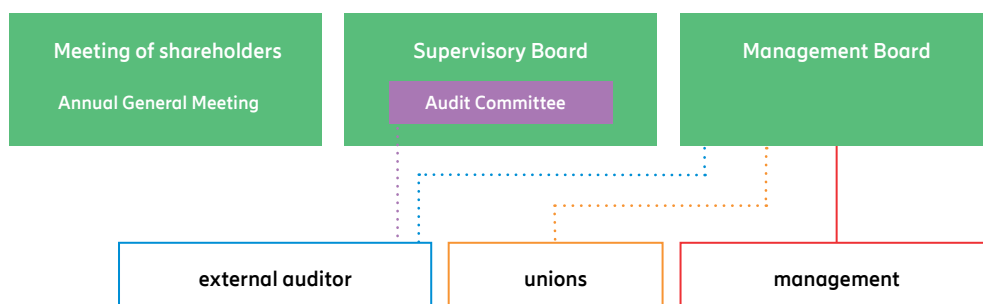 Meeting of shareholders
Annual General Meeting
Supervisory Board
Audit Committee
Management Board
external auditor
unions
management